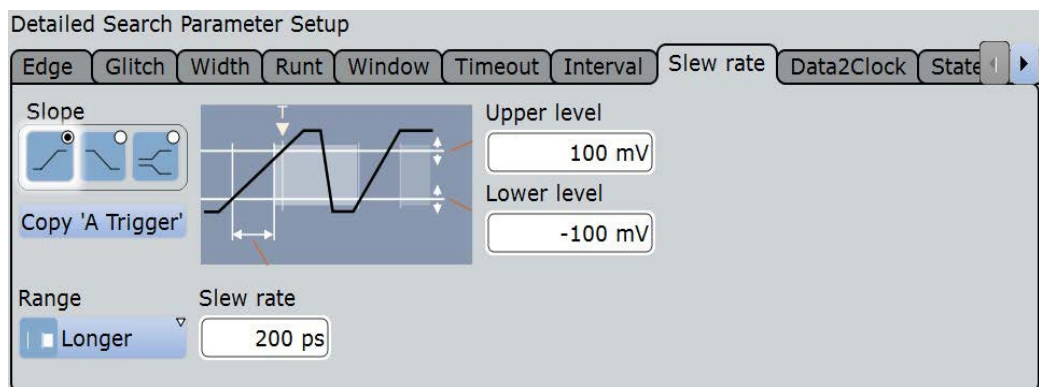 Detailed Search Parameter Setup
Edge Glitch Width Runt Window Timeout Interval Slew rate Data2Clock State
Slope
T
Upper level
100 mV
Lower level
Copy 'A Trigger'
-100 mV
Range
Slew rate
Longer
200 ps